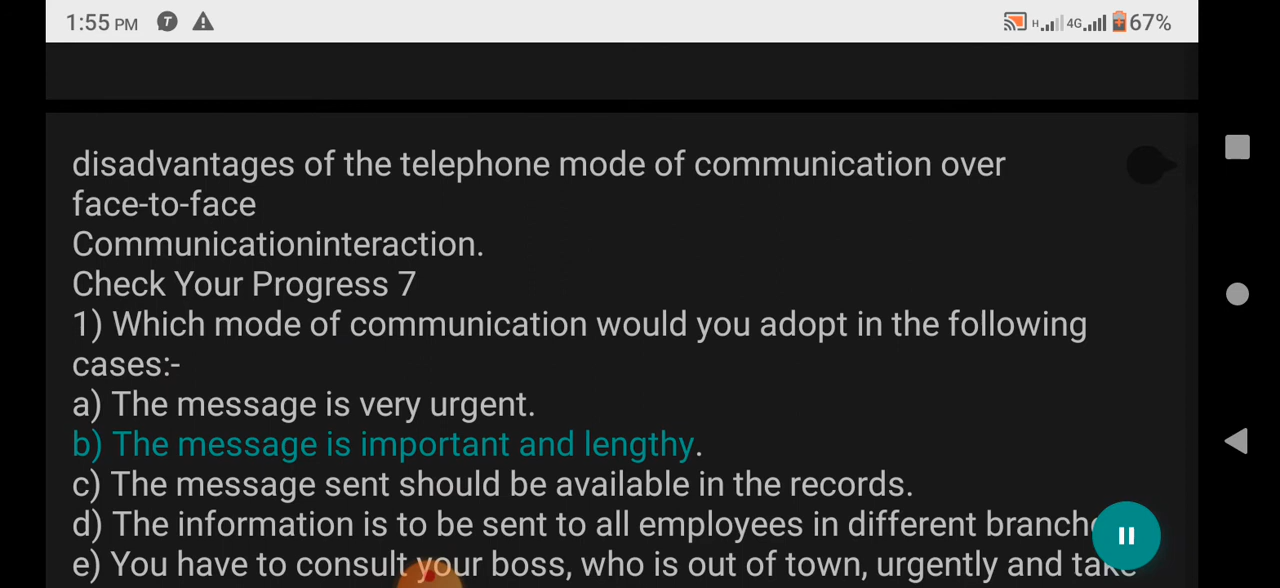 1:55 PM
H 4G 67%
disadvantages of the telephone mode of communication over
face-to-face
Communicationinteraction.
Check Your Progress 7
1) Which mode of communication would you adopt in the following
cases:-
a) The message is very urgent.
b) The message is important and lengthy.
c) The message sent should be available in the records.
d) The information is to be sent to all employees in different
e) You have to consult your boss, who is out of town, urgently and